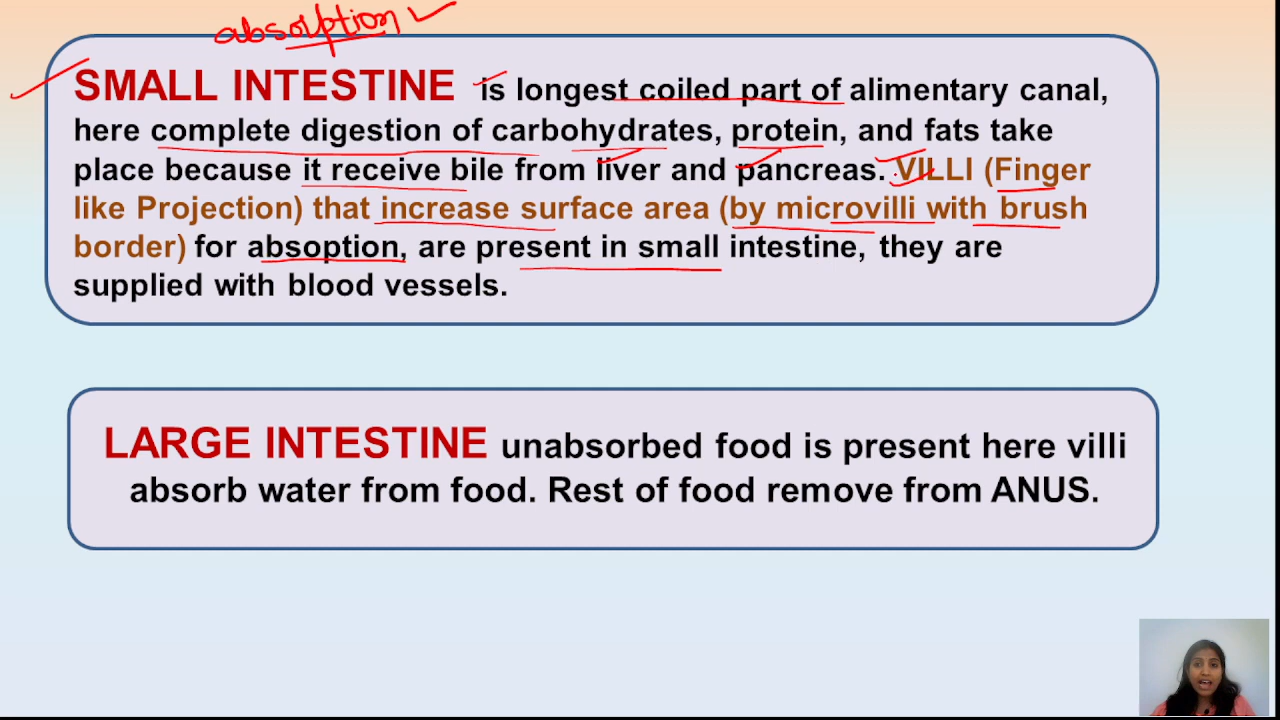 absorption
SMALL INTESTINE is longest coiled part of alimentary canal,
here complete digestion of carbohydrates, protein, and fats take
place because it receive bile from liver and pancreas. VILLI (Finger
like Projection) that increase surface area (by microvilli with brush
border) for absoption, are present in small intestine, they are
supplied with blood vessels.
LARGE INTESTINE unabsorbed food is present here villi
absorb water from food. Rest of food remove from ANUS.